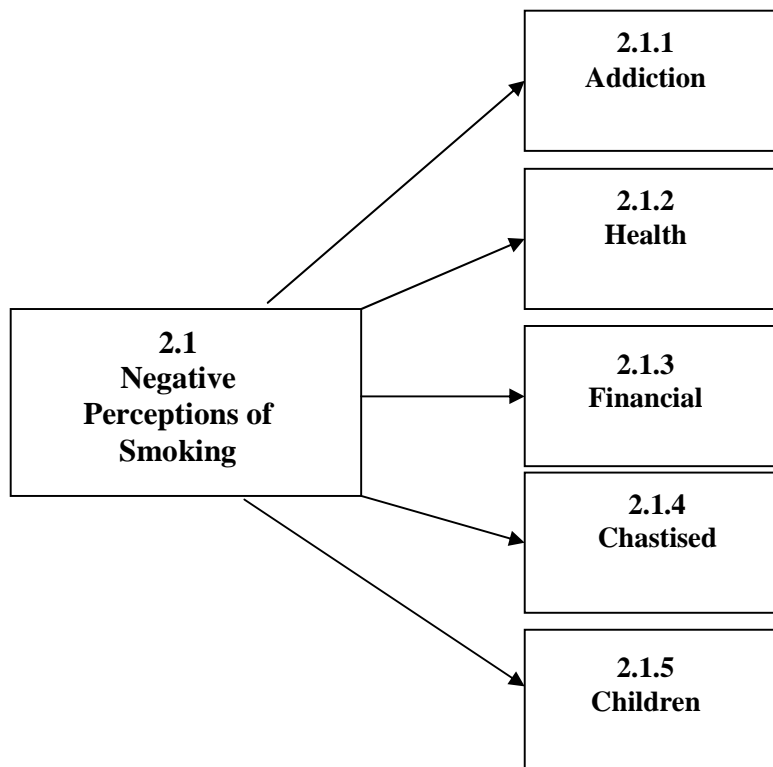 2.1.1
Addiction
2.1.2
Health
2.1
Negative
Perceptions of
Smoking
2.1.3
Financial
2.1.4
Chastised
2.1.5
Children